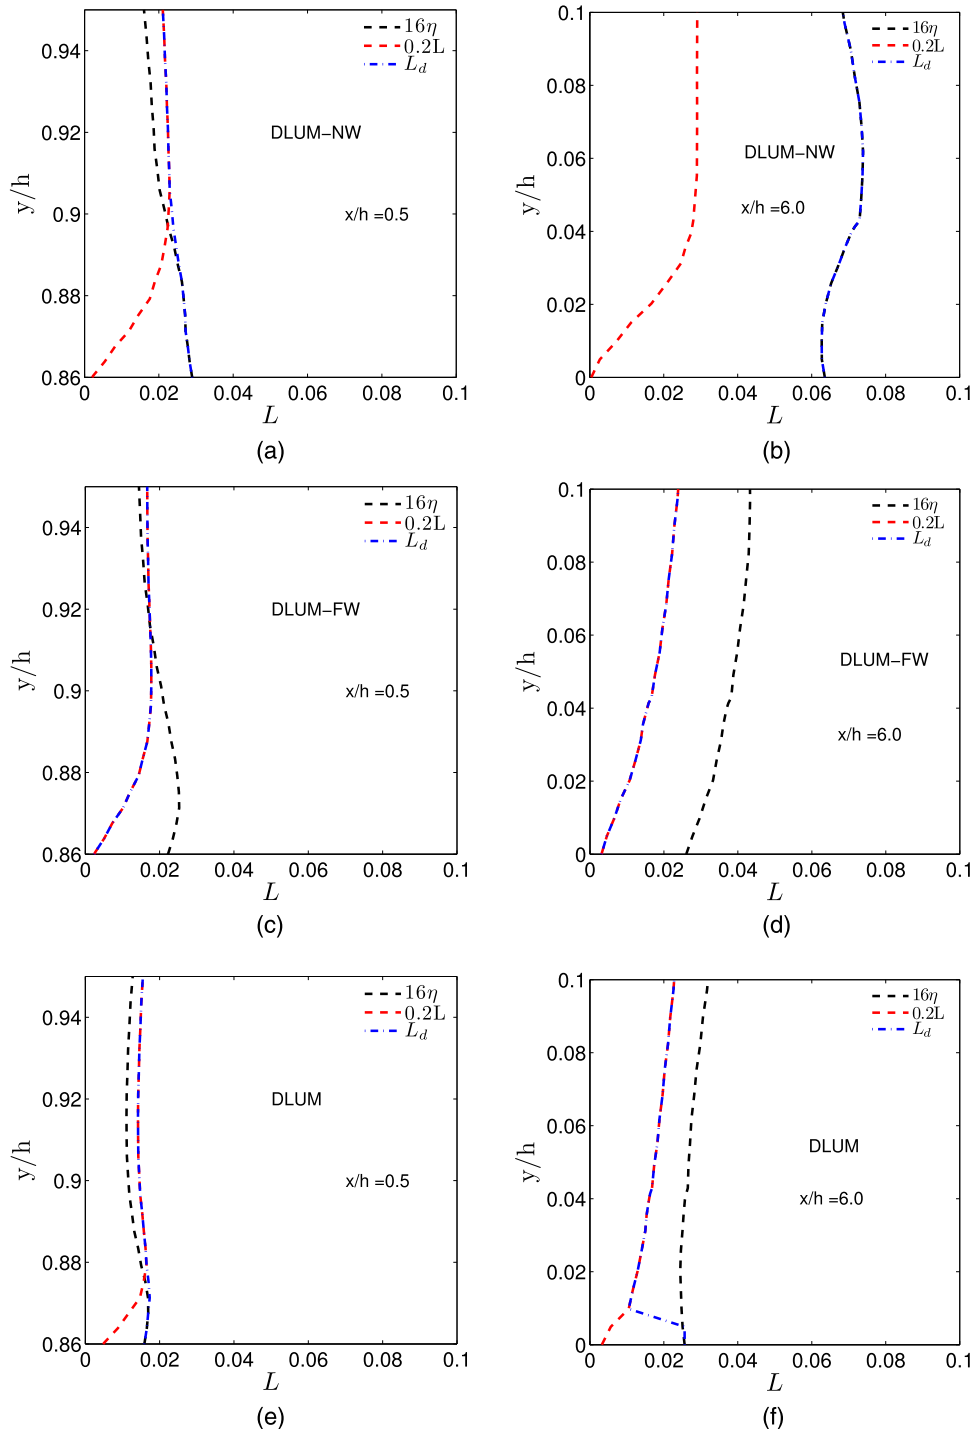 0.94
0.92
0.9
0.88
0.86
y/h
16η
0.2L
L_d
DLUM-NW
x/h =0.5
0 0.02 0.04 0.06 0.08 0.1
L
(a)
0.1
0.08
0.06
0.04
0.02
0
y/h
16η
0.2L
L_d
DLUM-NW
x/h =6.0
0 0.02 0.04 0.06 0.08 0.1
L
(b)
0.94
0.92
0.9
0.88
0.86
y/h
16η
0.2L
L_d
DLUM-FW
x/h =0.5
0 0.02 0.04 0.06 0.08 0.1
L
(c)
0.1
0.08
0.06
0.04
0.02
0
y/h
16η
0.2L
L_d
DLUM-FW
x/h =6.0
0 0.02 0.04 0.06 0.08 0.1
L
(d)
0.94
0.92
0.9
0.88
0.86
y/h
16η
0.2L
L_d
DLUM
x/h =0.5
0 0.02 0.04 0.06 0.08 0.1
L
(e)
0.1
0.08
0.06
0.04
0.02
0
y/h
16η
0.2L
L_d
DLUM
x/h =6.0
0 0.02 0.04 0.06 0.08 0.1
L
(f)